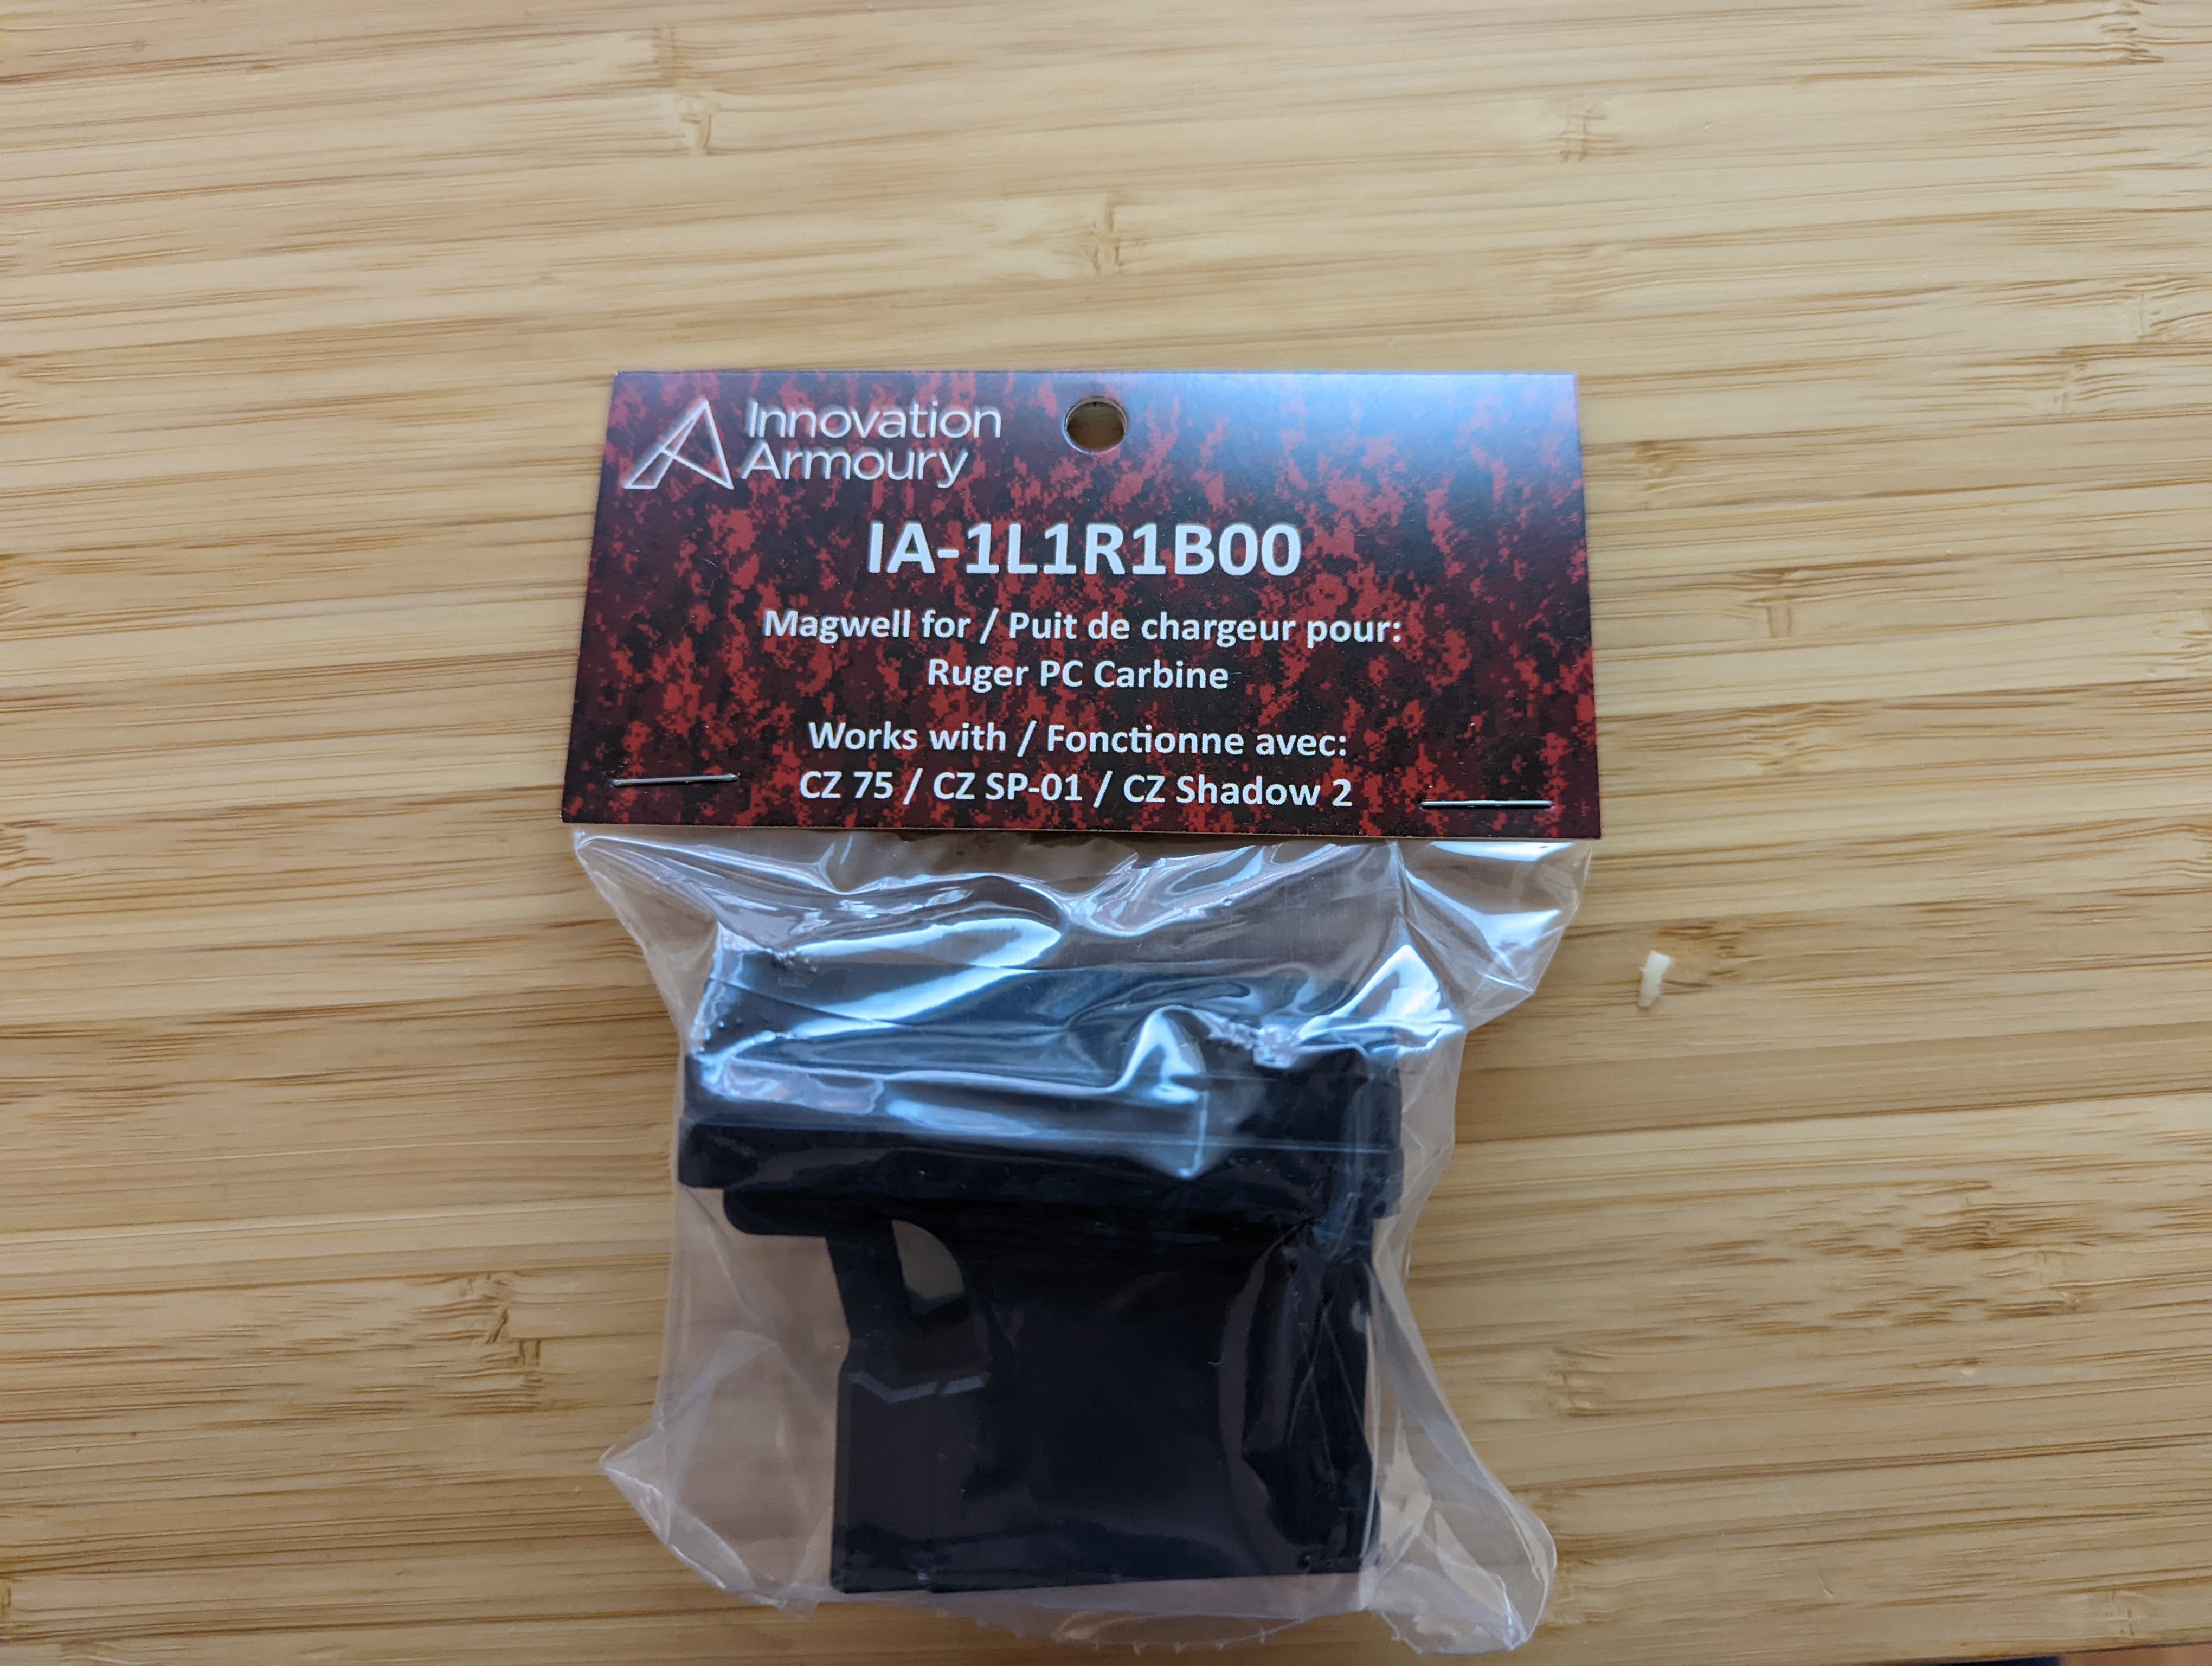 Innovation
Armoury
IA-1L1R1B00
Magwell for / Puit de chargeur pour:
Ruger PC Carbine
Works with / Fonctionne avec:
CZ 75 / CZ SP-01 / CZ Shadow 2